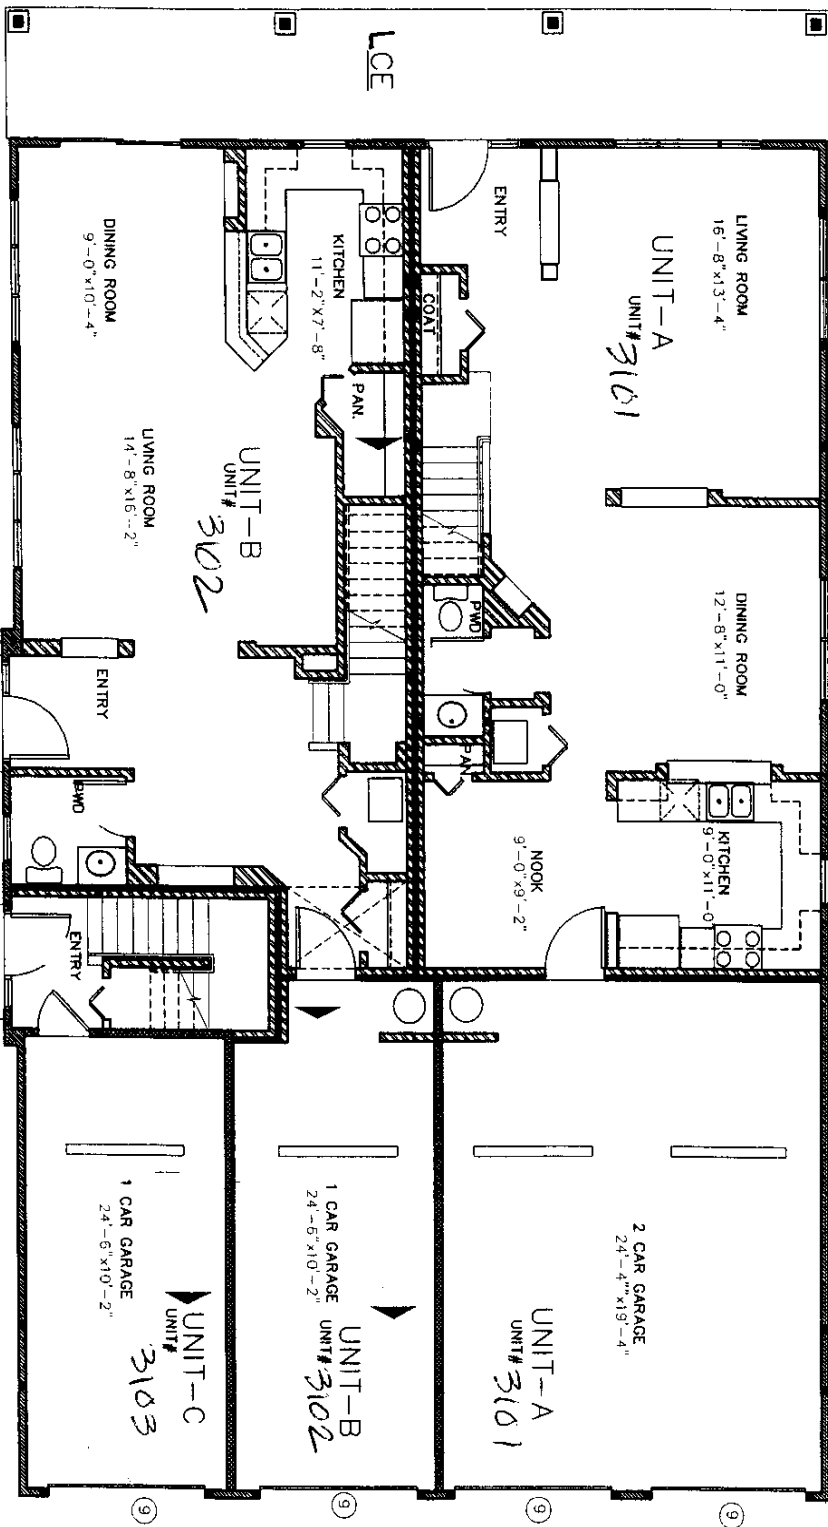 LCE
LIVING ROOM
16'-8"x13'-4"
UNIT-A
UNIT# 3101
ENTRY
COAT
DINING ROOM
12'-8"x11'-0"
PWD
PAN.
KITCHEN
9'-0"x11'-0"
NOOK
9'-0"x9'-2"
2 CAR GARAGE
24'-4""x19'-4"
UNIT-A
UNIT# 3101
KITCHEN
11'-2"x7'-8"
PAN.
DINING ROOM
9'-0"x10'-4"
LIVING ROOM
14'-8"x16'-2"
UNIT-B
UNIT# 3102
ENTRY
PWD
1 CAR GARAGE
24'-6"x10'-2"
UNIT-B
UNIT# 3102
ENTRY
1 CAR GARAGE
24'-6"x10'-2"
UNIT-C
UNIT# 3103
9
9
9
9